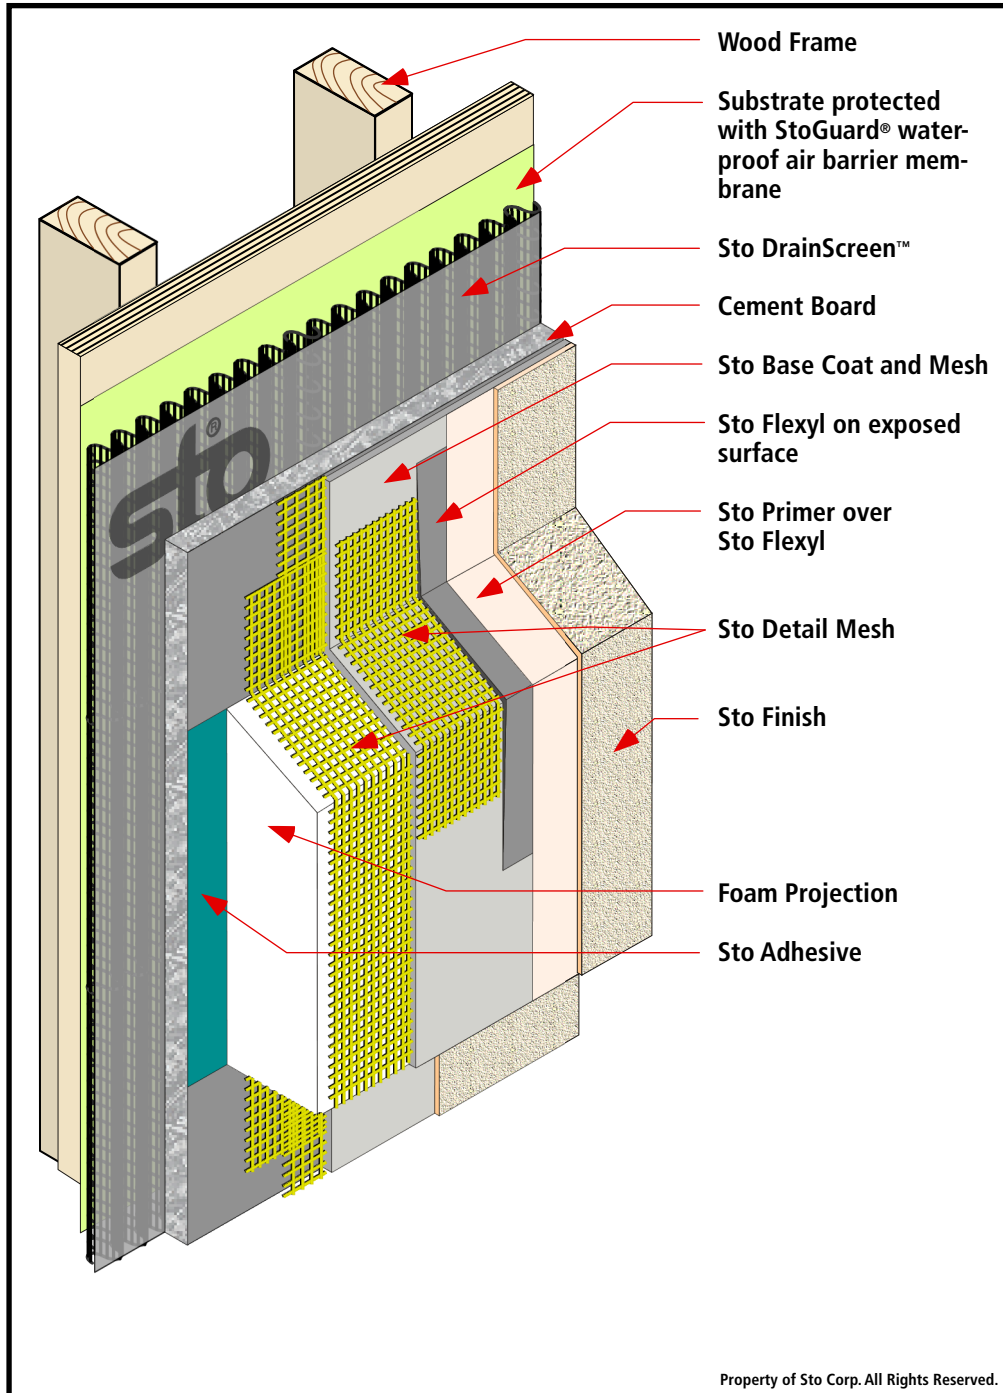 Wood Frame
Substrate protected
with StoGuard® water-
proof air barrier mem-
brane
Sto DrainScreen™
Cement Board
Sto Base Coat and Mesh
Sto Flexyl on exposed
surface
Sto Primer over
Sto Flexyl
Sto Detail Mesh
Sto Finish
Foam Projection
Sto Adhesive
sto®
Property of Sto Corp. All Rights Reserved.